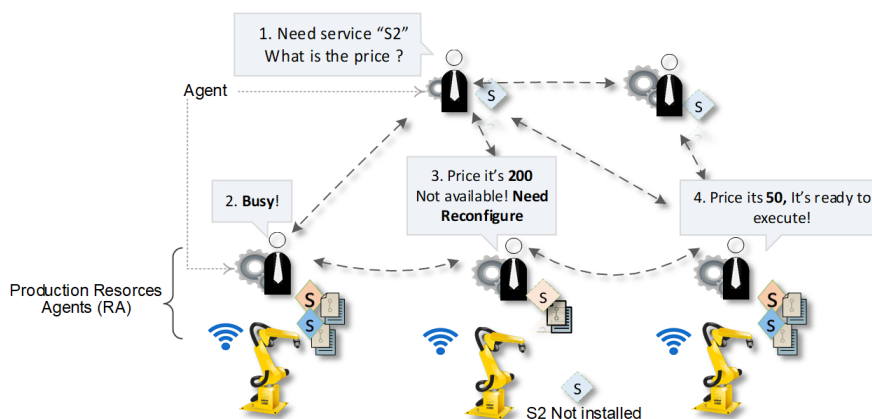 1. Need service “S2”
What is the price ?
Agent
S
S
3. Price it’s 200
Not available! Need
Reconfigure
2. Busy!
4. Price its 50, It’s ready to
execute!
Production Resorces
Agents (RA)
S
S
S
S
S
S
S2 Not installed